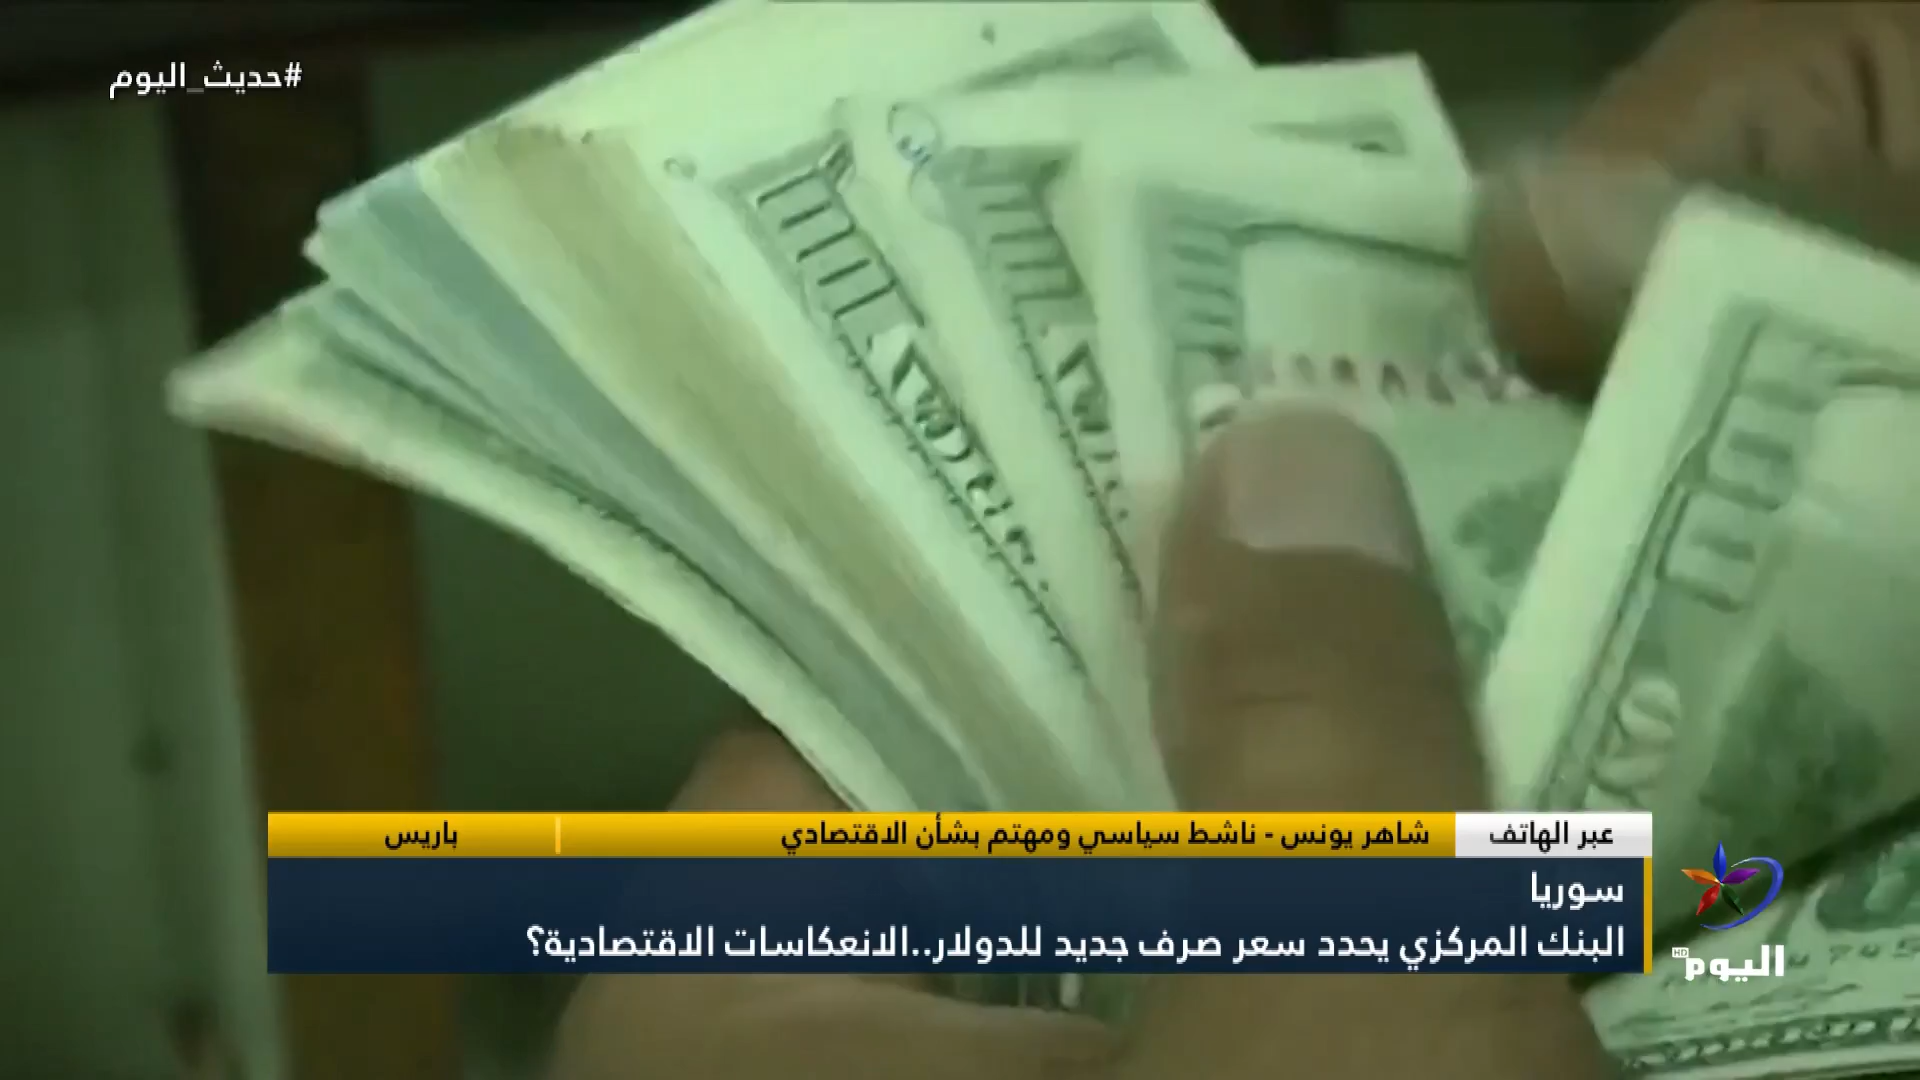 #حديث_اليوم
عبر الهاتف
شاهر يونس - ناشط سياسي ومهتم بشأن الاقتصادي
باريس
سوريا
البنك المركزي يحدد سعر صرف جديد للدولار..الانعكاسات الاقتصادية؟
اليوم HD